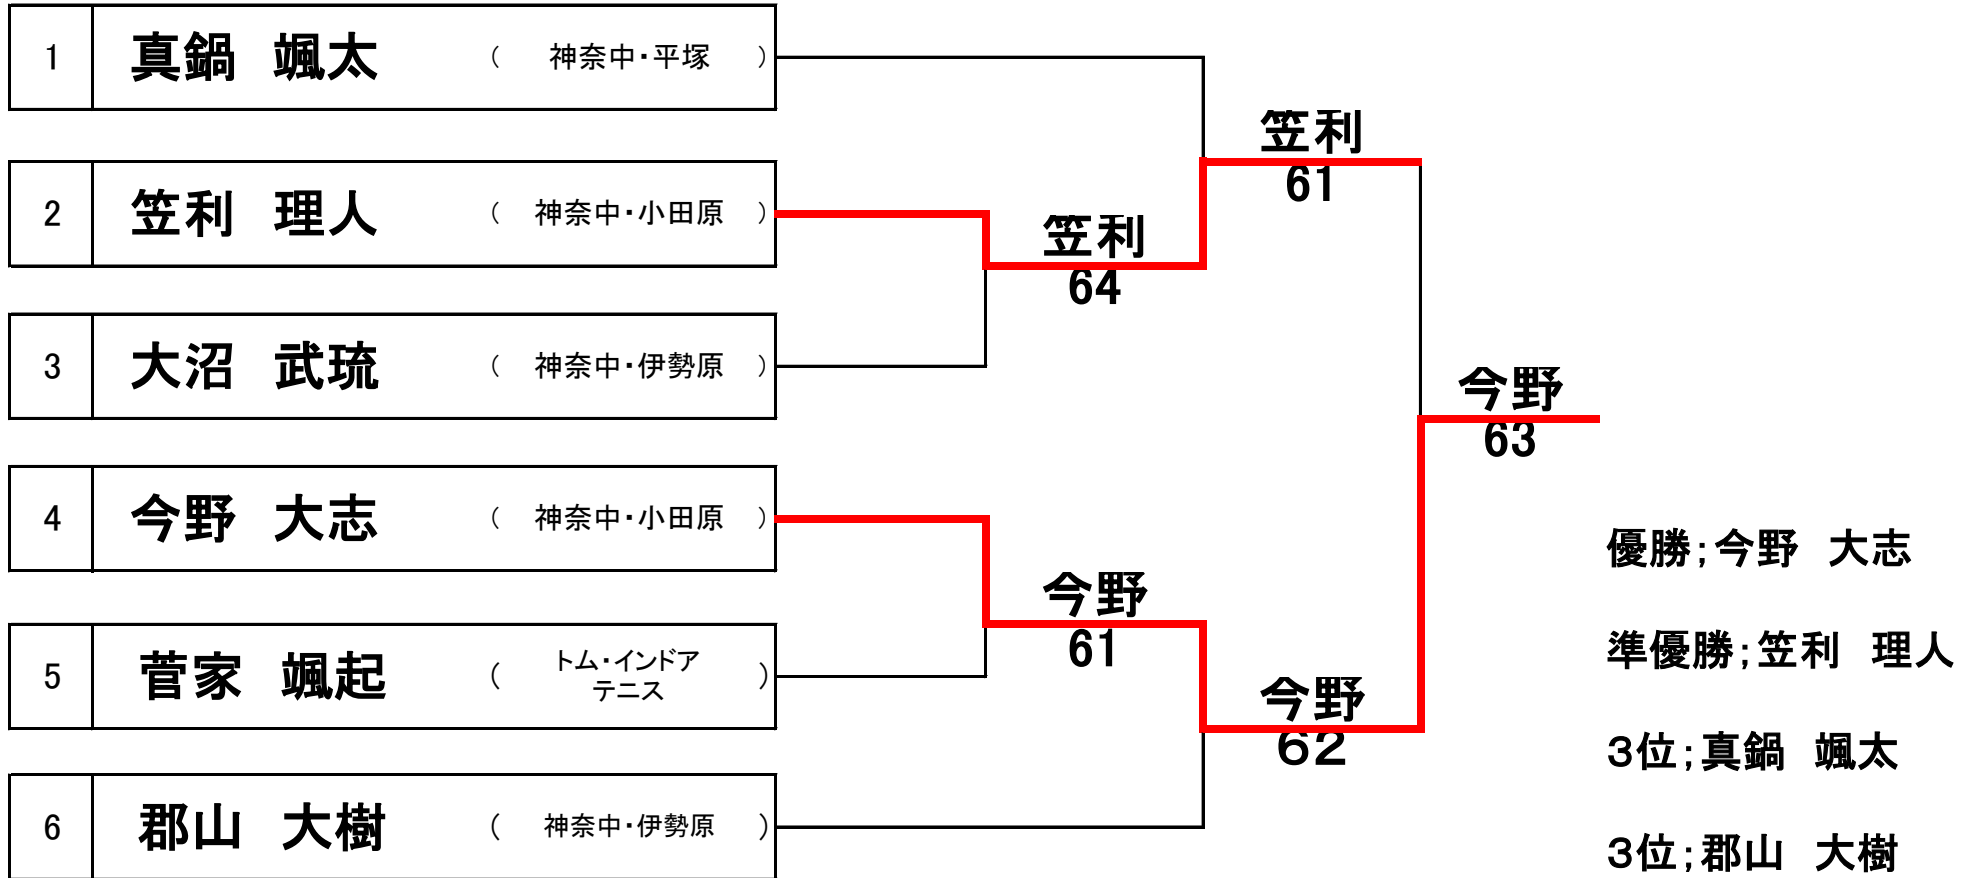 1 真鍋 颯太 ( 神奈中・平塚 )
笠利
61
2 笠利 理人 ( 神奈中・小田原 )
笠利
64
3 大沼 武琉 ( 神奈中・伊勢原 )
今野
63
4 今野 大志 ( 神奈中・小田原 )
優勝;今野 大志
今野
61
5 菅家 颯起 ( トム・インドア
テニス )
準優勝;笠利 理人
今野
62
3位;真鍋 颯太
6 郡山 大樹 ( 神奈中・伊勢原 )
3位;郡山 大樹